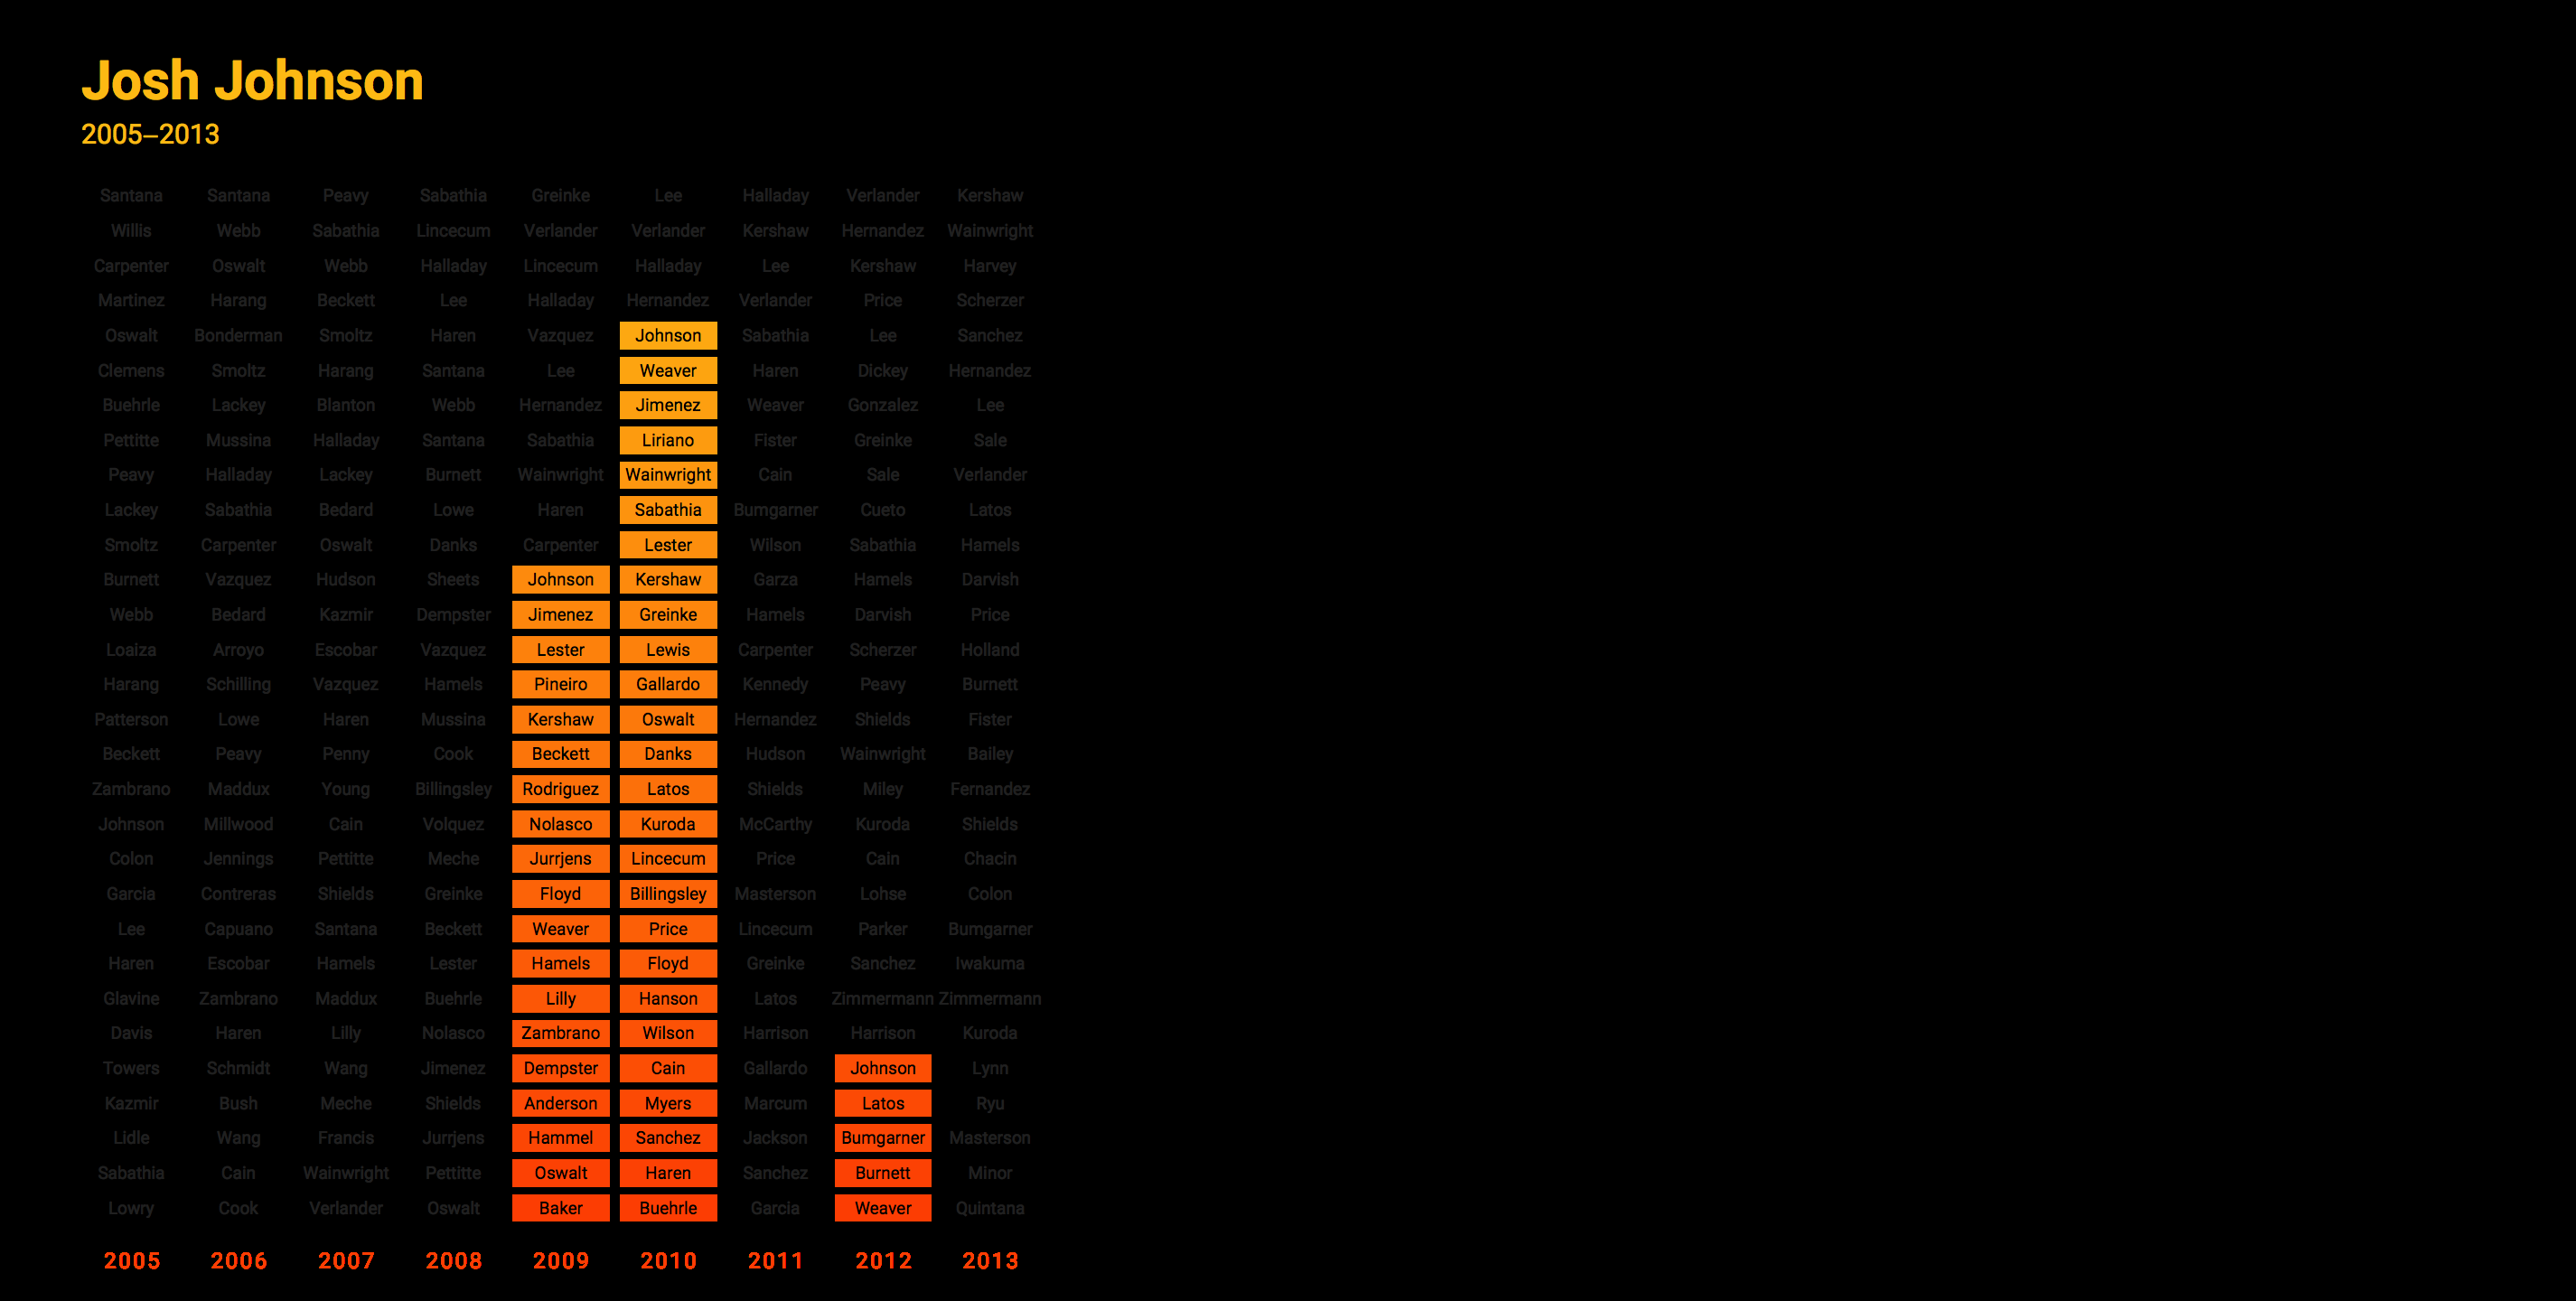 Josh Johnson
2005–2013
Santana Santana Peavy Sabathia Greinke Lee Halladay Verlander Kershaw
Willis Webb Sabathia Lincecum Verlander Verlander Kershaw Hernandez Wainwright
Carpenter Oswalt Webb Halladay Lincecum Halladay Lee Kershaw Harvey
Martinez Harang Beckett Lee Halladay Hernandez Verlander Price Scherzer
Oswalt Bonderman Smoltz Haren Vazquez Johnson Sabathia Lee Sanchez
Clemens Smoltz Harang Santana Lee Weaver Haren Dickey Hernandez
Buehrle Lackey Blanton Webb Hernandez Jimenez Weaver Gonzalez Lee
Pettitte Mussina Halladay Santana Sabathia Liriano Fister Greinke Sale
Peavy Halladay Lackey Burnett Wainwright Wainwright Cain Sale Verlander
Lackey Sabathia Bedard Lowe Haren Sabathia Bumgarner Cueto Latos
Smoltz Carpenter Oswalt Danks Carpenter Lester Wilson Sabathia Hamels
Burnett Vazquez Hudson Sheets Johnson Kershaw Garza Hamels Darvish
Webb Bedard Kazmir Dempster Jimenez Greinke Hamels Darvish Price
Loaiza Arroyo Escobar Vazquez Lester Lewis Carpenter Scherzer Holland
Harang Schilling Vazquez Hamels Pineiro Gallardo Kennedy Peavy Burnett
Patterson Lowe Haren Mussina Kershaw Oswalt Hernandez Shields Fister
Beckett Peavy Penny Cook Beckett Danks Hudson Wainwright Bailey
Zambrano Maddux Young Billingsley Rodriguez Latos Shields Miley Fernandez
Johnson Millwood Cain Volquez Nolasco Kuroda McCarthy Kuroda Shields
Colon Jennings Pettitte Meche Jurrjens Lincecum Price Cain Chacin
Garcia Contreras Shields Greinke Floyd Billingsley Masterson Lohse Colon
Lee Capuano Santana Beckett Weaver Price Lincecum Parker Bumgarner
Haren Escobar Hamels Lester Hamels Floyd Greinke Sanchez Iwakuma
Glavine Zambrano Maddux Buehrle Lilly Hanson Latos Zimmermann Zimmermann
Davis Haren Lilly Nolasco Zambrano Wilson Harrison Harrison Kuroda
Towers Schmidt Wang Jimenez Dempster Cain Gallardo Johnson Lynn
Kazmir Bush Meche Shields Anderson Myers Marcum Latos Ryu
Lidle Wang Francis Jurrjens Hammel Sanchez Jackson Bumgarner Masterson
Sabathia Cain Wainwright Pettitte Oswalt Haren Sanchez Burnett Minor
Lowry Cook Verlander Oswalt Baker Buehrle Garcia Weaver Quintana
2005 2006 2007 2008 2009 2010 2011 2012 2013